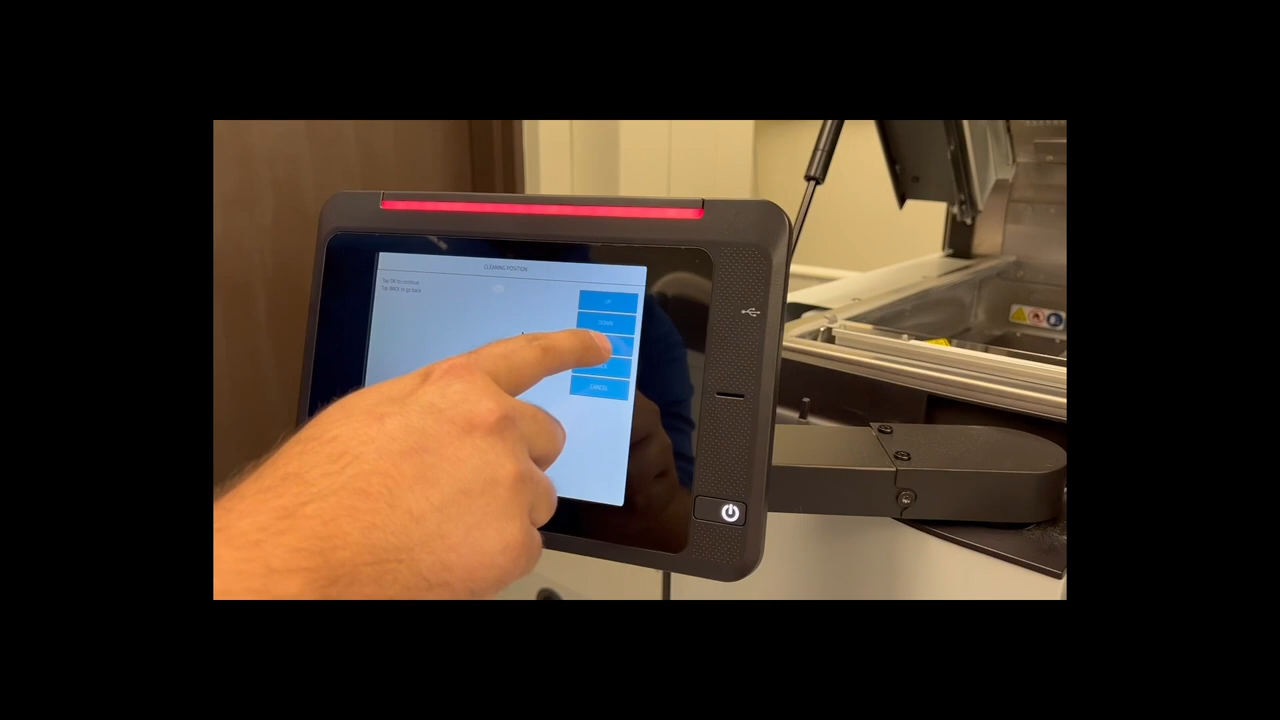 CLEANING POSITION
Tap OK to continue
Tap BACK to go back
UP
DOWN
CANCEL